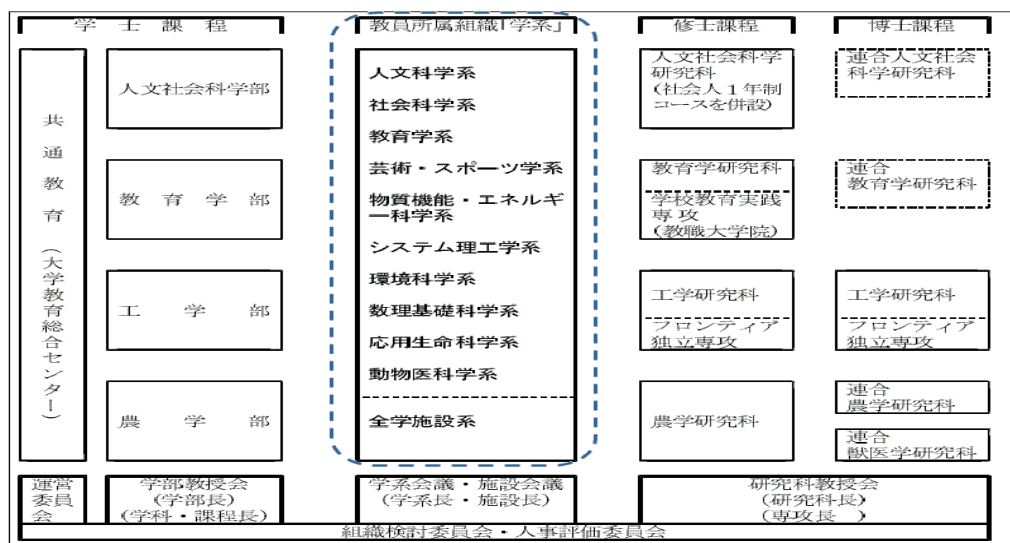 学士課程
共通教育（大学教育総合センター）
人文社会科学部
教育学部
工学部
農学部
運営
委員
会
学部教授会
(学部長)
(学科・課程長)
教員所属組織「学系」
人文科学系
社会科学系
教育学系
芸術・スポーツ学系
物質機能・エネルギ
ー科学系
システム理工学系
環境科学系
数理基礎科学系
応用生命科学系
動物医科学系
全学施設系
学系会議・施設会議
(学系長・施設長)
修士課程
人文社会科学
研究科
(社会人１年制
コースを併設)
教育学研究科
学校教育実践
専攻
(教職大学院)
工学研究科
フロンティア
独立専攻
農学研究科
博士課程
連合人文社会
科学研究科
連合
教育学研究科
工学研究科
フロンティア
独立専攻
連合
農学研究科
連合
獣医学研究科
研究科教授会
(研究科長)
(専攻長　)
組織検討委員会・人事評価委員会